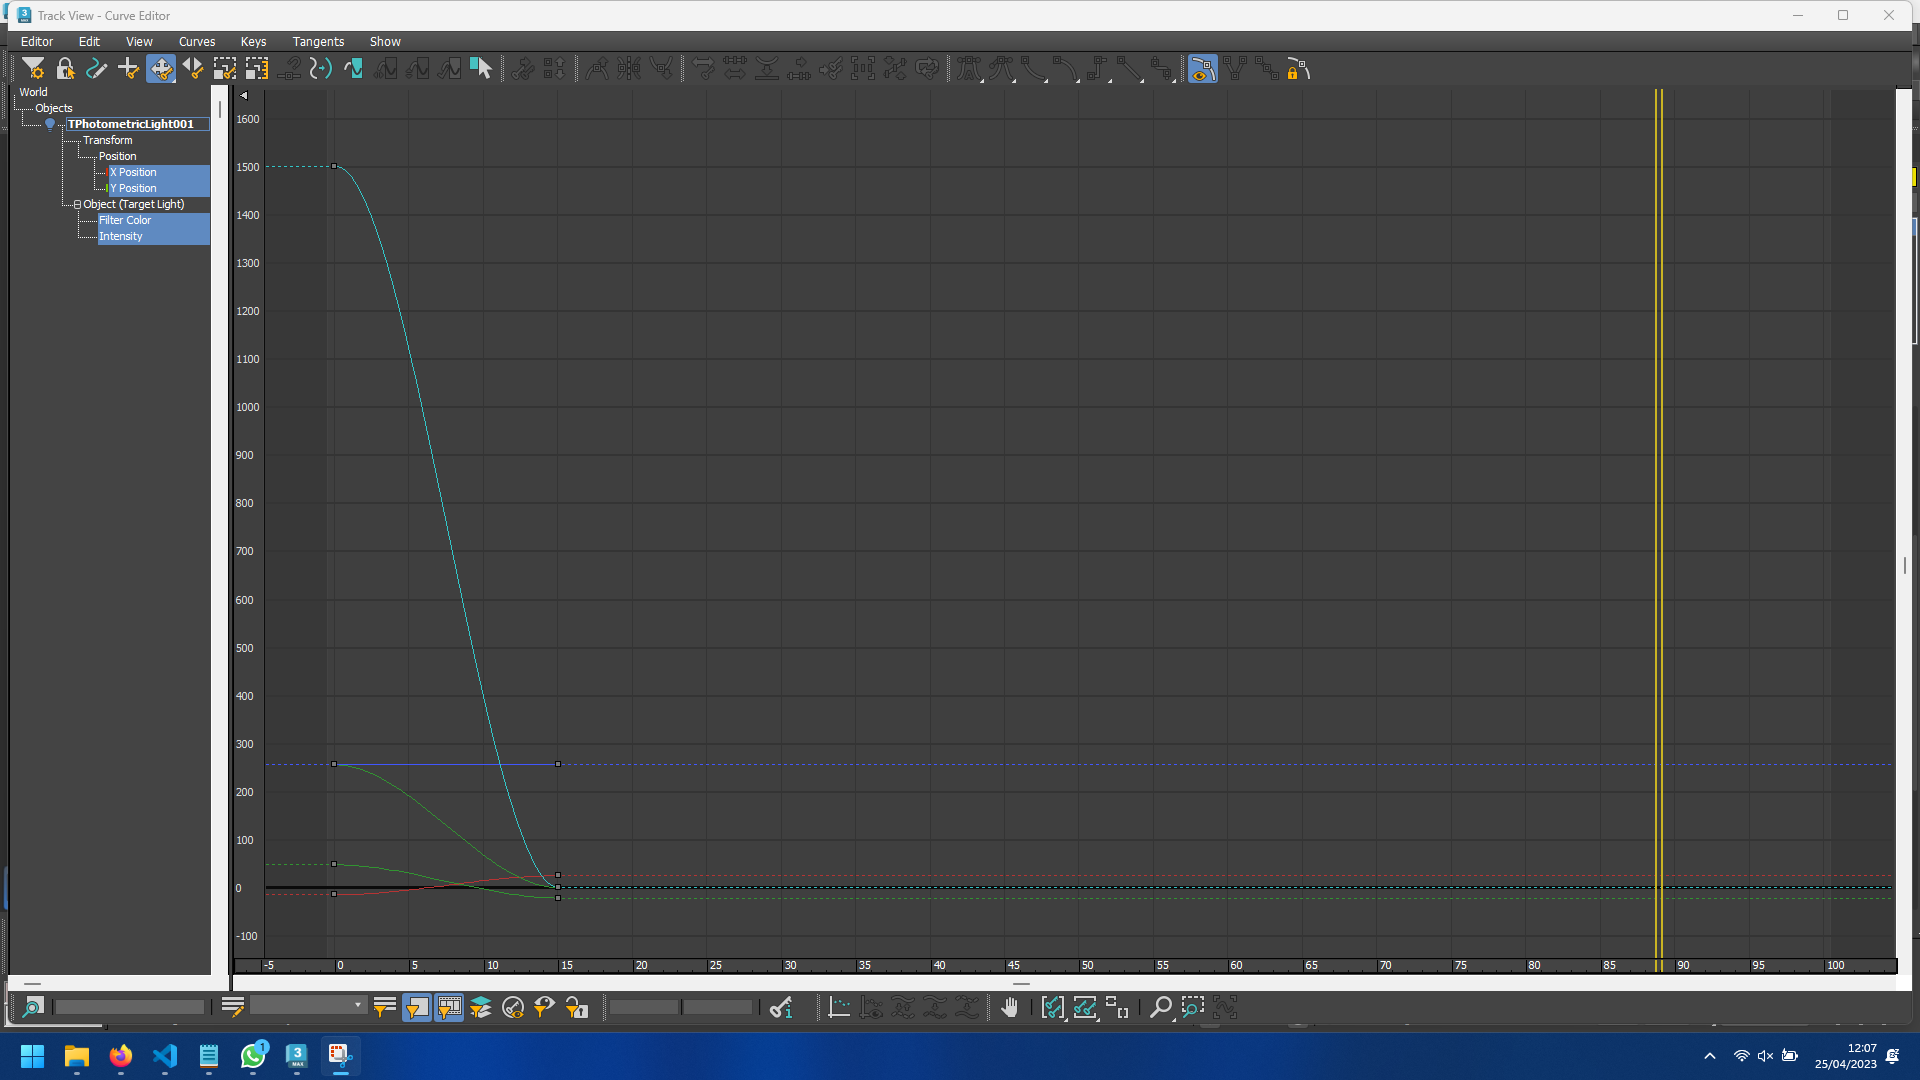 Track View - Curve Editor
Editor Edit View Curves Keys Tangents Show
World
Objects
TPhotometricLight001
Transform
Position
X Position
Y Position
Object (Target Light)
Filter Color
Intensity
1600
1500
1400
1300
1200
1100
1000
900
800
700
600
500
400
300
200
100
0
-100
-5 0 5 10 15 20 25 30 35 40 45 50 55 60 65 70 75 80 85 90 95 100
1
3
MAX
12:07
25/04/2023